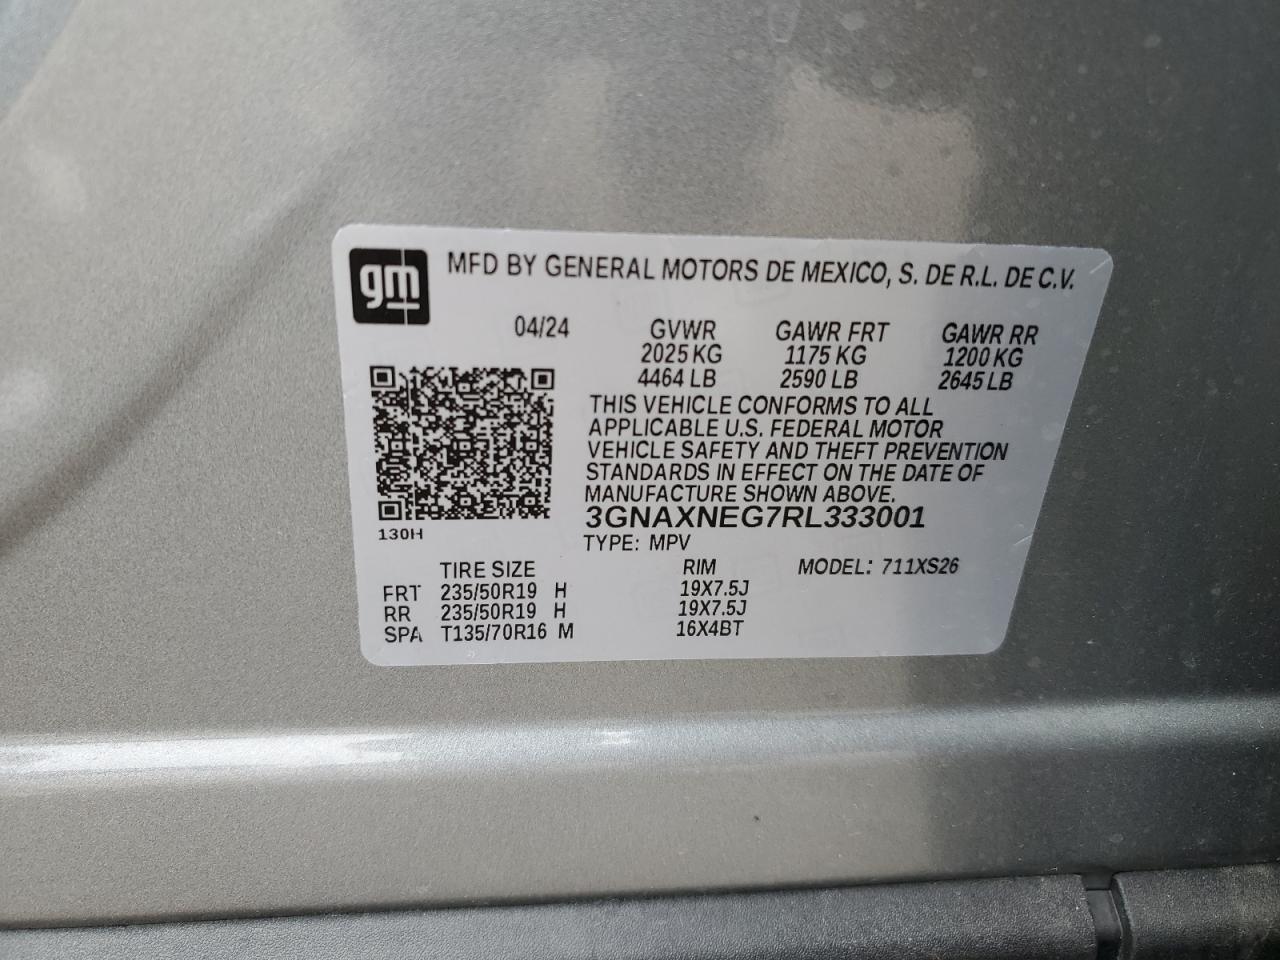 gm
MFD BY GENERAL MOTORS DE MEXICO, S. DE R.L. DE C.V.
04/24 GVWR GAWR FRT GAWR RR
2025 KG 1175 KG 1200 KG
4464 LB 2590 LB 2645 LB
THIS VEHICLE CONFORMS TO ALL
APPLICABLE U.S. FEDERAL MOTOR
VEHICLE SAFETY AND THEFT PREVENTION
STANDARDS IN EFFECT ON THE DATE OF
MANUFACTURE SHOWN ABOVE.
3GNAXNEG7RL333001
130H
TYPE: MPV
TIRE SIZE RIM MODEL: 711XS26
FRT 235/50R19 H 19X7.5J
RR 235/50R19 H 19X7.5J
SPA T135/70R16 M 16X4BT